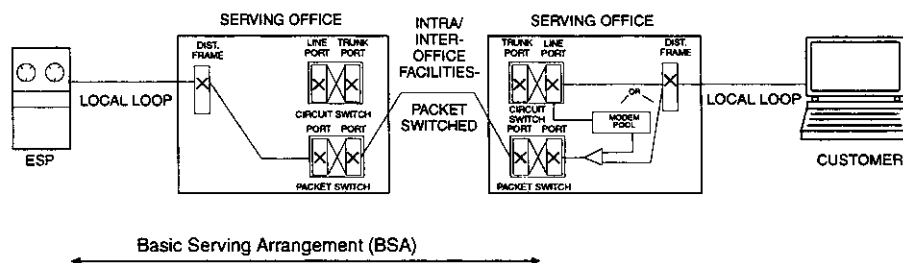 SERVING OFFICE
INTRA/
INTER-
OFFICE
FACILITIES-
PACKET
SWITCHED
SERVING OFFICE
DIST.
FRAME
LINE TRUNK
PORT PORT
CIRCUIT SWITCH
PORT PORT
PACKET SWITCH
LOCAL LOOP
ESP
TRUNK LINE
PORT PORT
CIRCUIT
SWITCH
PORT PORT
PACKET SWITCH
OR
MODEM
POOL
DIST.
FRAME
LOCAL LOOP
CUSTOMER
Basic Serving Arrangement (BSA)